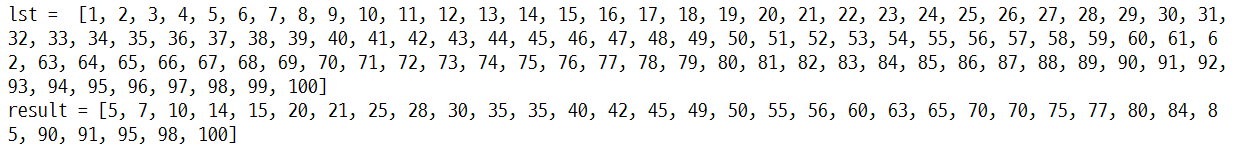 lst =  [1, 2, 3, 4, 5, 6, 7, 8, 9, 10, 11, 12, 13, 14, 15, 16, 17, 18, 19, 20, 21, 22, 23, 24, 25, 26, 27, 28, 29, 30, 31,
32, 33, 34, 35, 36, 37, 38, 39, 40, 41, 42, 43, 44, 45, 46, 47, 48, 49, 50, 51, 52, 53, 54, 55, 56, 57, 58, 59, 60, 61, 6
2, 63, 64, 65, 66, 67, 68, 69, 70, 71, 72, 73, 74, 75, 76, 77, 78, 79, 80, 81, 82, 83, 84, 85, 86, 87, 88, 89, 90, 91, 92,
93, 94, 95, 96, 97, 98, 99, 100]
result = [5, 7, 10, 14, 15, 20, 21, 25, 28, 30, 35, 35, 40, 42, 45, 49, 50, 55, 56, 60, 63, 65, 70, 70, 75, 77, 80, 84, 8
5, 90, 91, 95, 98, 100]